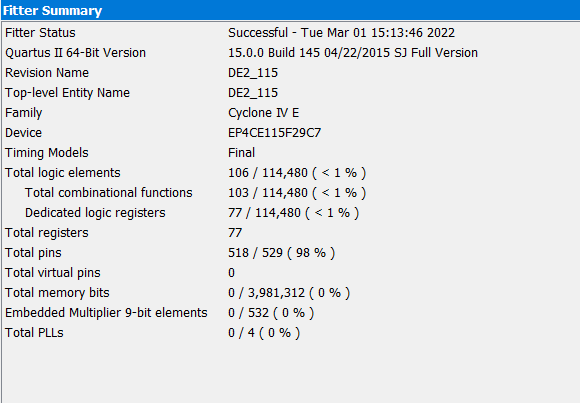 Fitter Summary
Fitter Status Successful - Tue Mar 01 15:13:46 2022
Quartus II 64-Bit Version 15.0.0 Build 145 04/22/2015 SJ Full Version
Revision Name DE2_115
Top-level Entity Name DE2_115
Family Cyclone IV E
Device EP4CE115F29C7
Timing Models Final
Total logic elements 106 / 114,480 ( < 1 % )
Total combinational functions 103 / 114,480 ( < 1 % )
Dedicated logic registers 77 / 114,480 ( < 1 % )
Total registers 77
Total pins 518 / 529 ( 98 % )
Total virtual pins 0
Total memory bits 0 / 3,981,312 ( 0 % )
Embedded Multiplier 9-bit elements 0 / 532 ( 0 % )
Total PLLs 0 / 4 ( 0 % )